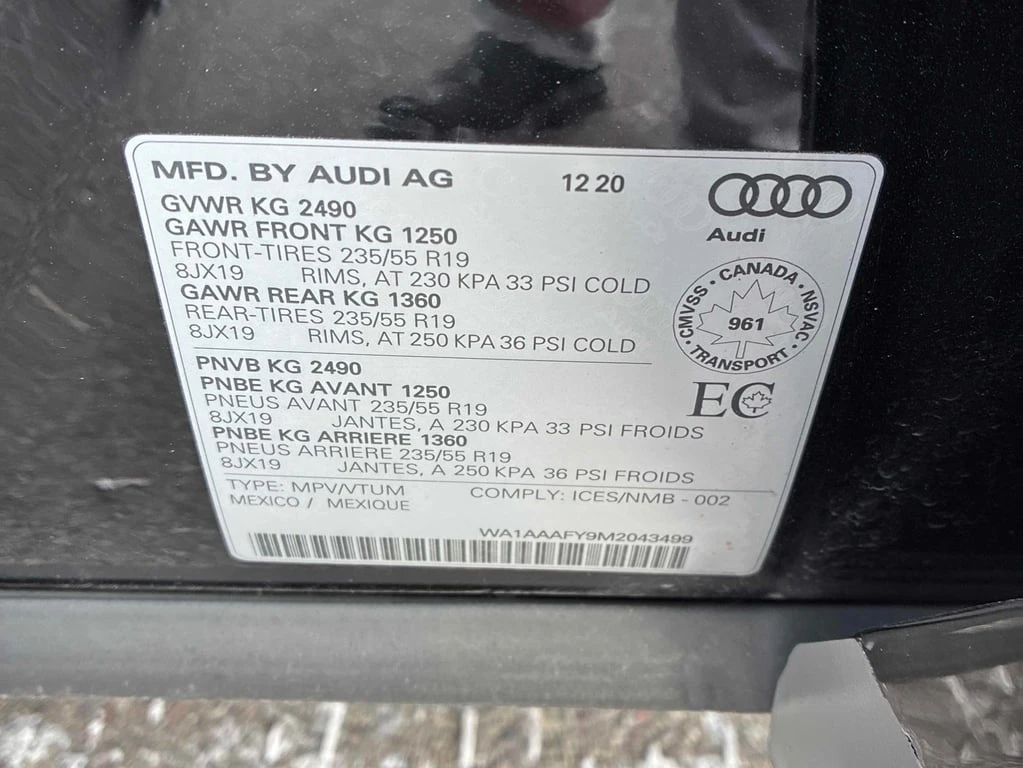 MFD. BY AUDI AG 12 20
GVWR KG 2490
GAWR FRONT KG 1250
FRONT-TIRES 235/55 R19
8JX19 RIMS, AT 230 KPA 33 PSI COLD
GAWR REAR KG 1360
REAR-TIRES 235/55 R19
8JX19 RIMS, AT 250 KPA 36 PSI COLD
Audi
CMVSS · CANADA · NSVAC · TRANSPORT ·
961
EC
PNVB KG 2490
PNBE KG AVANT 1250
PNEUS AVANT 235/55 R19
8JX19 JANTES, A 230 KPA 33 PSI FROIDS
PNBE KG ARRIERE 1360
PNEUS ARRIERE 235/55 R19
8JX19 JANTES, A 250 KPA 36 PSI FROIDS
TYPE: MPV/VTUM COMPLY: ICES/NMB - 002
MEXICO / MEXIQUE
WA1AAAFY9M2043499